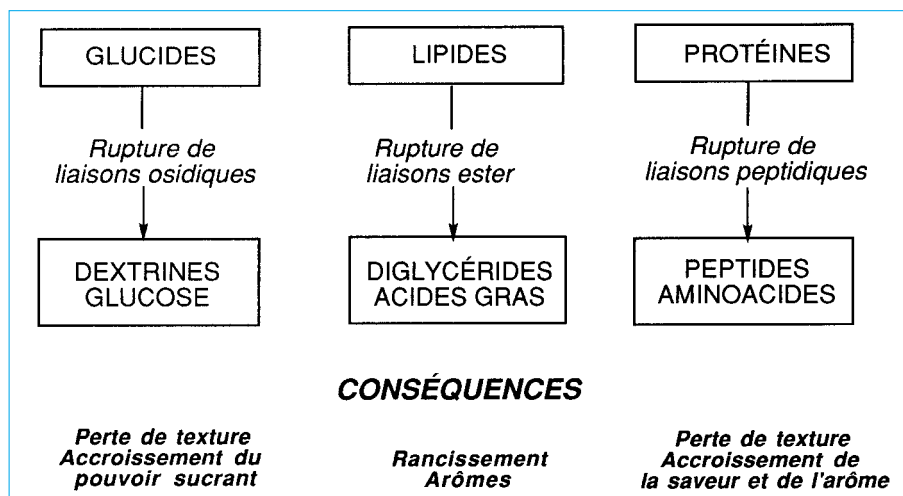 GLUCIDES
LIPIDES
PROTÉINES
Rupture de
liaisons osidiques
Rupture de
liaisons ester
Rupture de
liaisons peptidiques
DEXTRINES
GLUCOSE
DIGLYCÉRIDES
ACIDES GRAS
PEPTIDES
AMINOACIDES
CONSÉQUENCES
Perte de texture
Accroissement du
pouvoir sucrant
Rancissement
Arômes
Perte de texture
Accroissement de
la saveur et de l'arôme